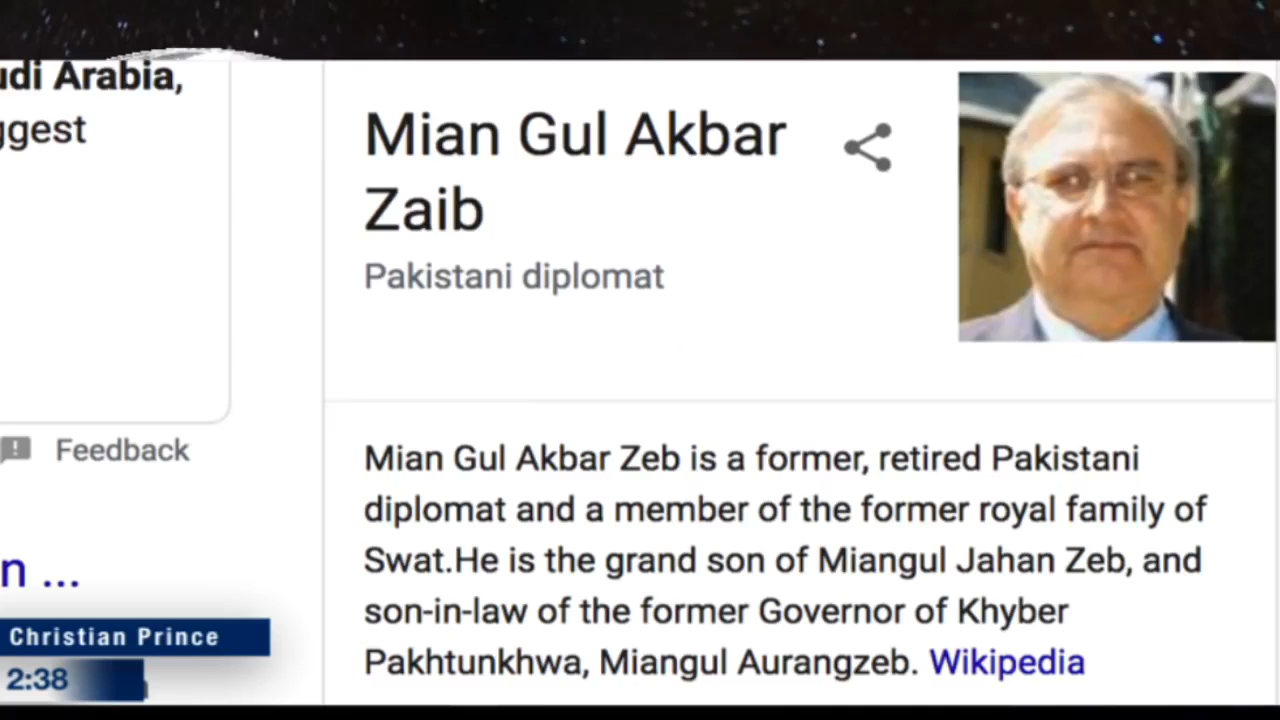 udi Arabia,
ggest
Feedback
n ...
Christian Prince
2:38
Mian Gul Akbar
Zaib
Pakistani diplomat
Mian Gul Akbar Zeb is a former, retired Pakistani
diplomat and a member of the former royal family of
Swat.He is the grand son of Miangul Jahan Zeb, and
son-in-law of the former Governor of Khyber
Pakhtunkhwa, Miangul Aurangzeb. Wikipedia